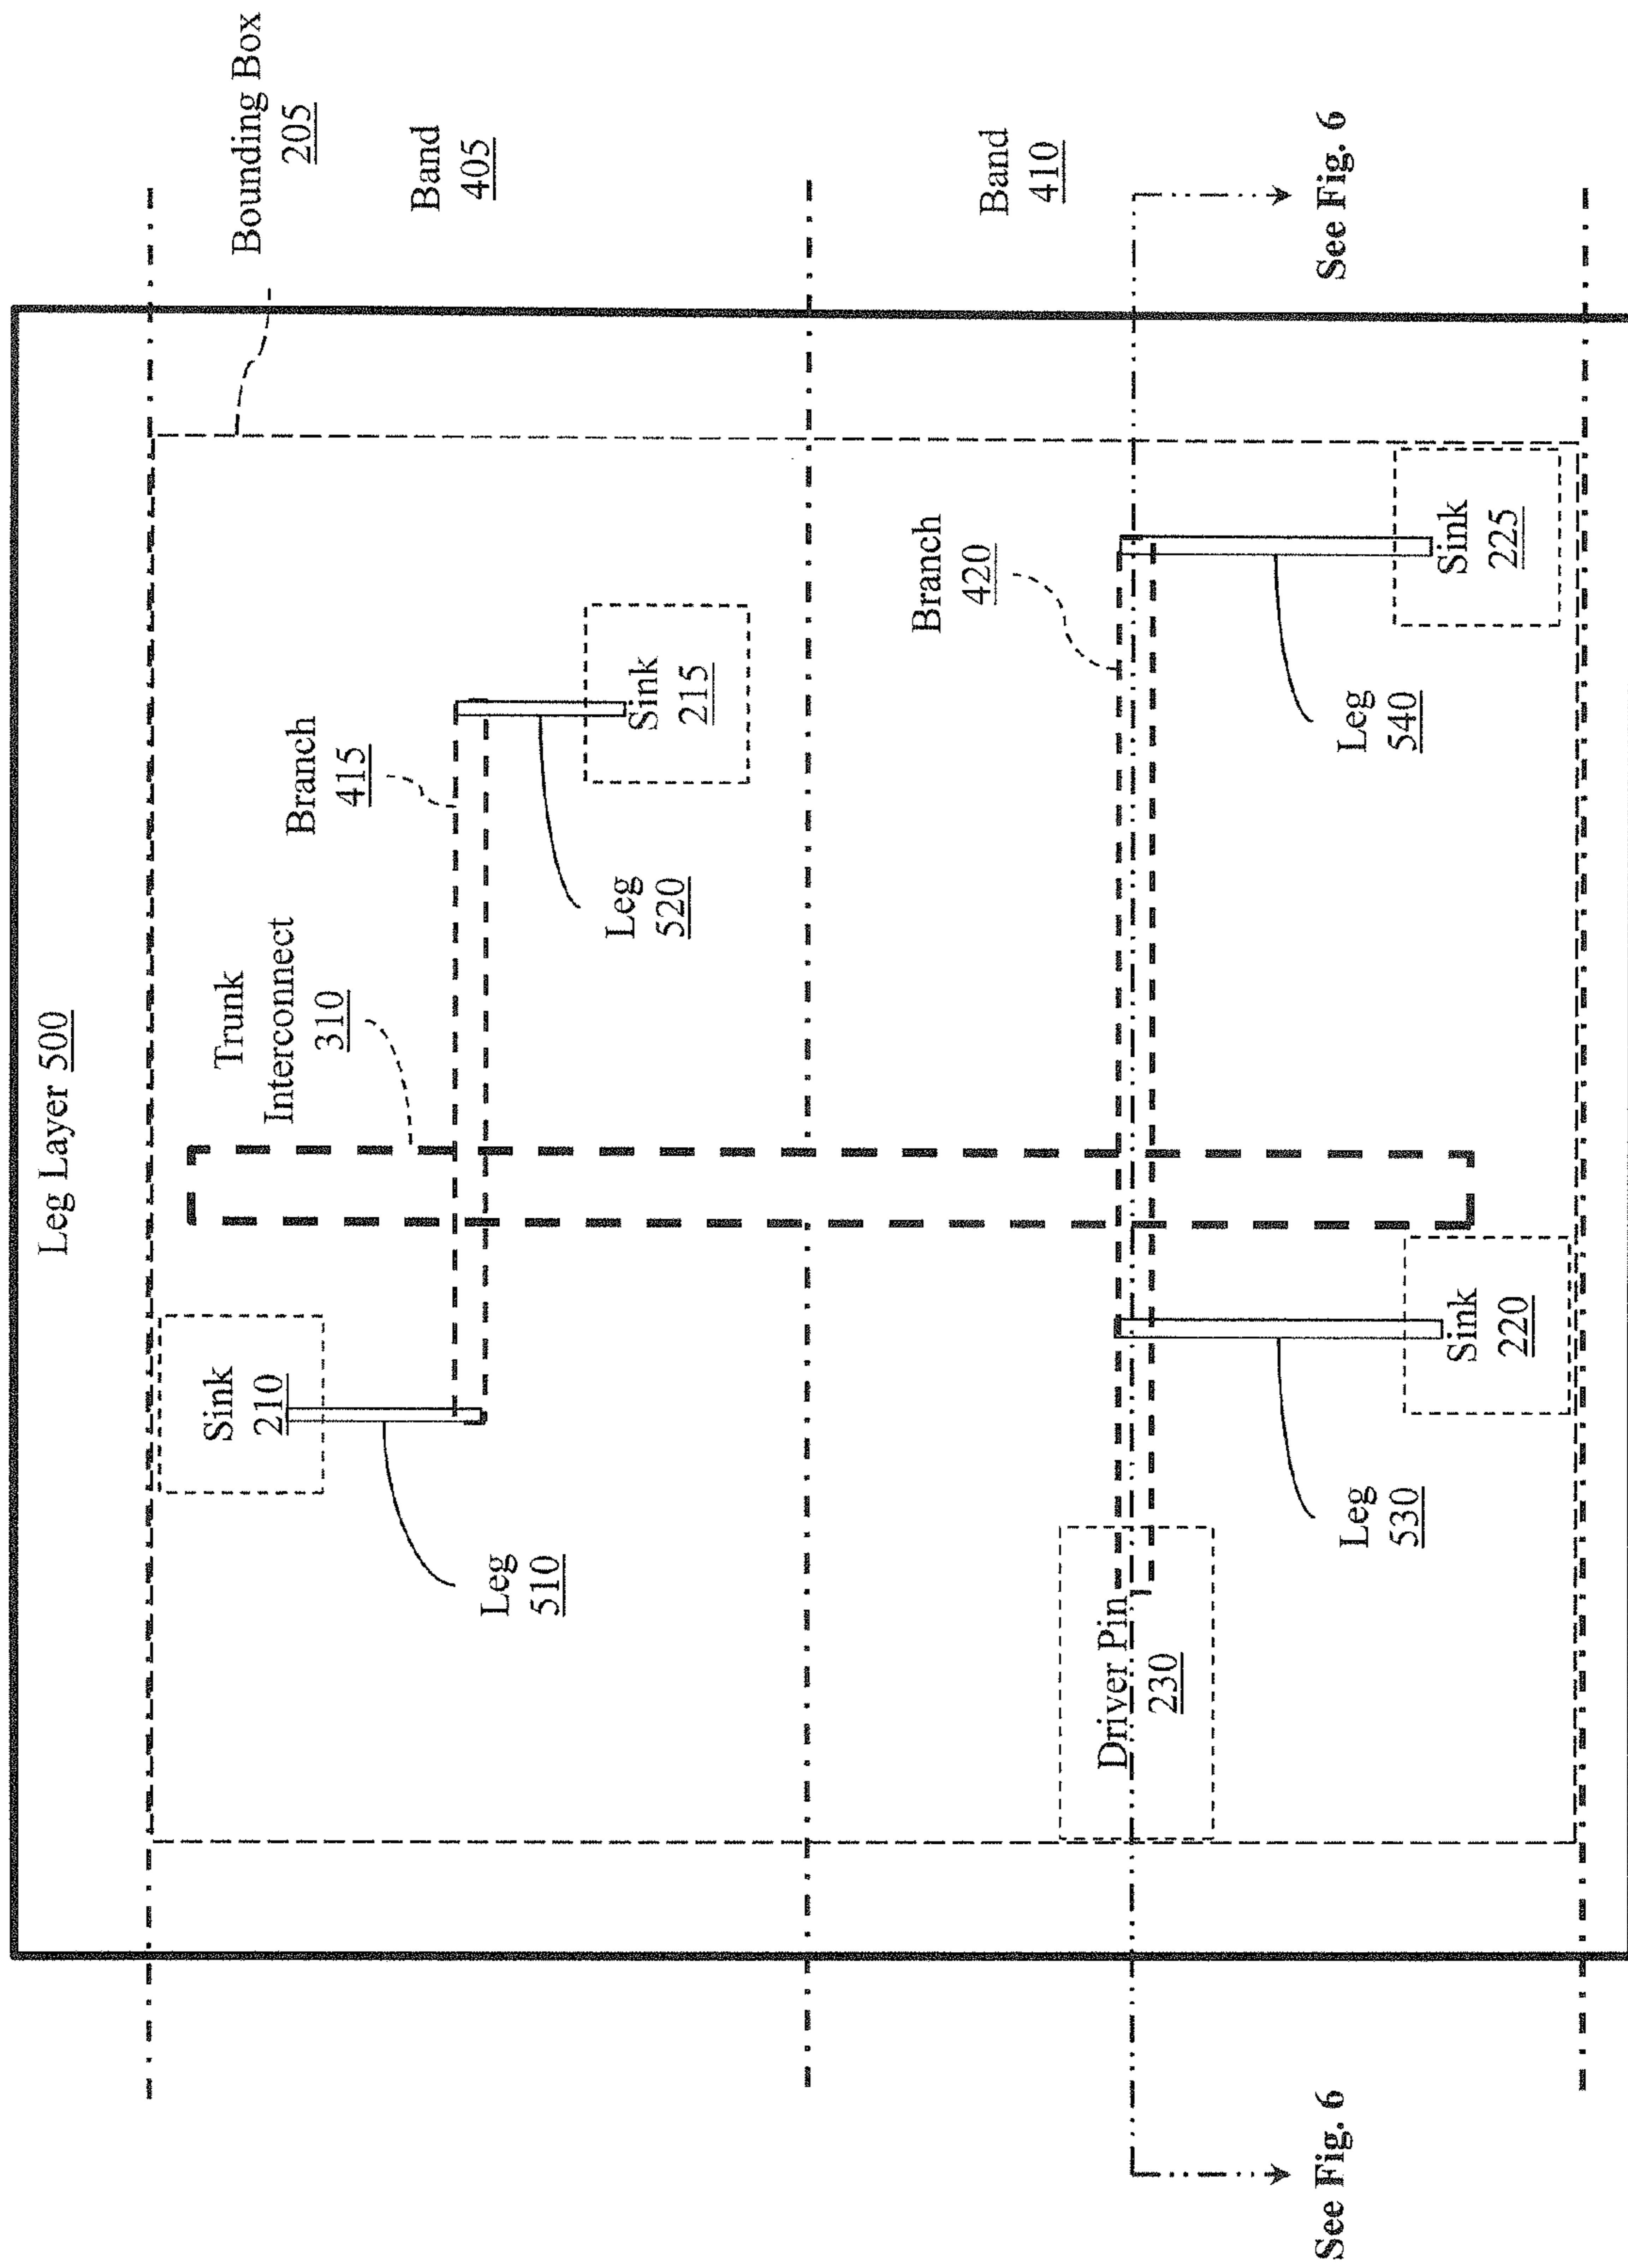 Leg Layer 500
Bounding Box
205
Band
405
Trunk
Interconnect
310
Branch
415
Sink
210
Leg
510
Leg
520
Sink
215
Band
410
Branch
420
Driver Pin
230
Leg
530
Sink
220
Leg
540
Sink
225
See Fig. 6
See Fig. 6